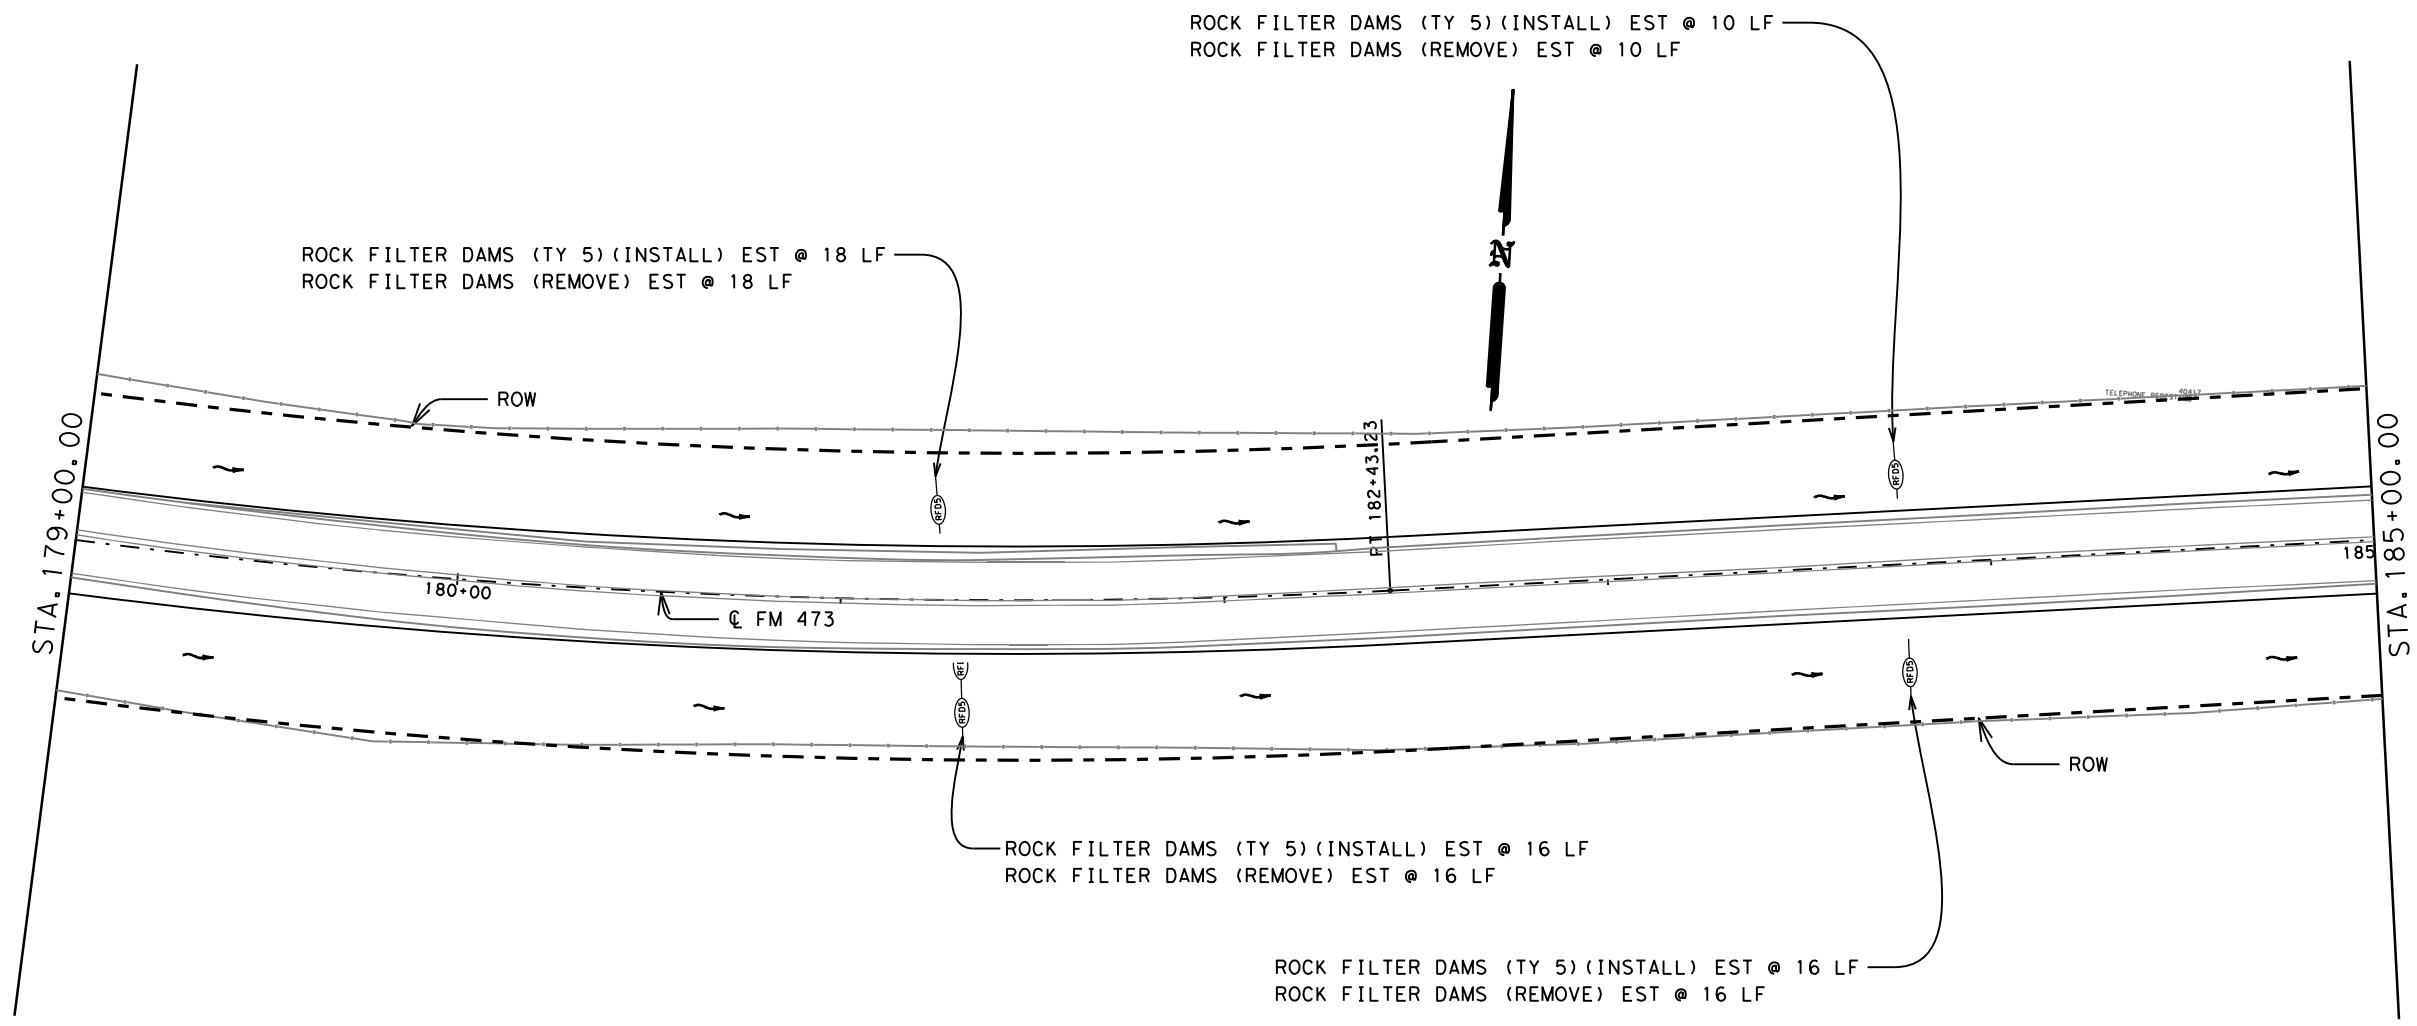 ROCK FILTER DAMS (TY 5)(INSTALL) EST @ 10 LF
ROCK FILTER DAMS (REMOVE) EST @ 10 LF
N
ROCK FILTER DAMS (TY 5)(INSTALL) EST @ 18 LF
ROCK FILTER DAMS (REMOVE) EST @ 18 LF
ROW
TELEPHONE
40417
STA. 179+00.00
STA. 185+00.00
PT 182+43.23
RFD5
RFD5
180+00
185
℄ FM 473
RFD5
RFD5
ROW
ROCK FILTER DAMS (TY 5)(INSTALL) EST @ 16 LF
ROCK FILTER DAMS (REMOVE) EST @ 16 LF
ROCK FILTER DAMS (TY 5)(INSTALL) EST @ 16 LF
ROCK FILTER DAMS (REMOVE) EST @ 16 LF